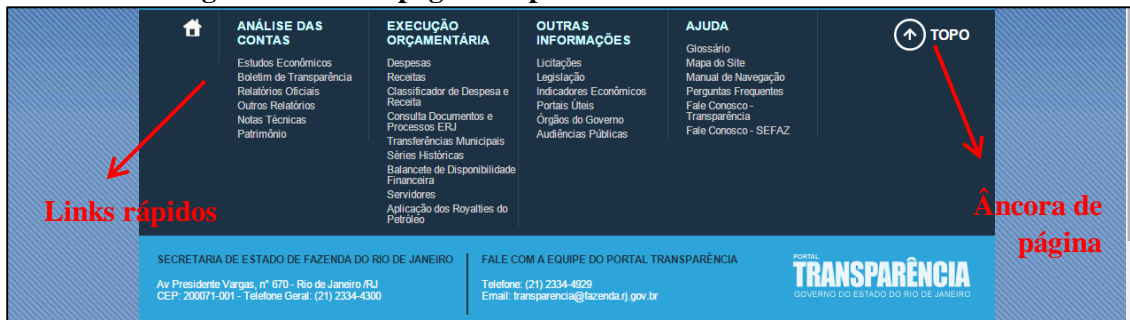 ANÁLISE DAS
CONTAS
Estudos Econômicos
Boletim de Transparência
Relatórios Oficiais
Outros Relatórios
Notas Técnicas
Patrimônio
EXECUÇÃO
ORÇAMENTÁRIA
Despesas
Receitas
Classificador de Despesa e
Receita
Consulta Documentos e
Processos ERJ
Transferências Municipais
Séries Históricas
Balancete de Disponibilidade
Financeira
Servidores
Aplicação dos Royalties do
Petróleo
OUTRAS
INFORMAÇÕES
Licitações
Legislação
Indicadores Econômicos
Portais Úteis
Órgãos do Governo
Audiências Públicas
AJUDA
Glossário
Mapa do Site
Manual de Navegação
Perguntas Frequentes
Fale Conosco -
Transparência
Fale Conosco - SEFAZ
TOPO
Links rápidos
Âncora de
página
SECRETARIA DE ESTADO DE FAZENDA DO RIO DE JANEIRO
Av Presidente Vargas, n° 670 - Rio de Janeiro /RJ
CEP: 200071-001 - Telefone Geral: (21) 2334-4300
FALE COM A EQUIPE DO PORTAL TRANSPARÊNCIA
Telefone: (21) 2334-4929
Email: transparencia@fazenda.rj.gov.br
PORTAL
TRANSPARÊNCIA
GOVERNO DO ESTADO DO RIO DE JANEIRO